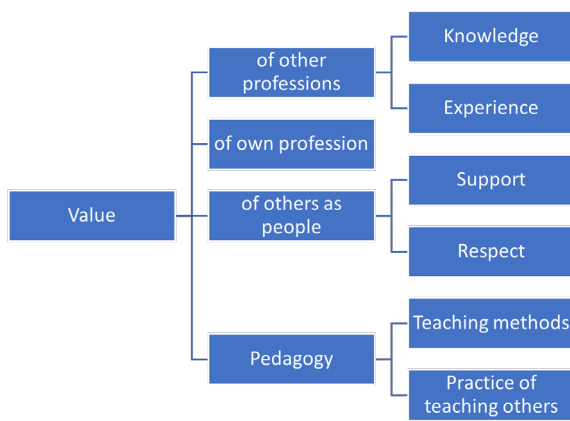 Value
of other
professions
Knowledge
Experience
of own profession
of others as
people
Support
Respect
Pedagogy
Teaching methods
Practice of
teaching others